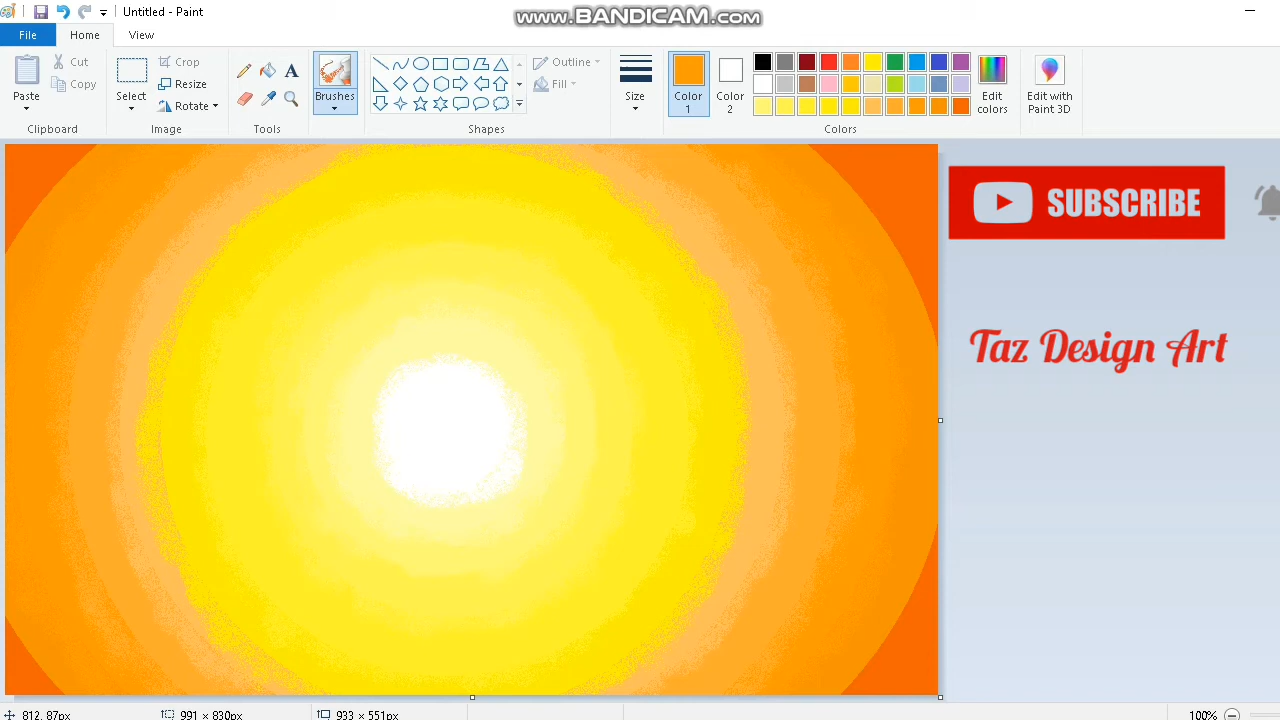 Untitled - Paint
www.BANDICAM.com
File Home View
Paste
Cut
Copy
Clipboard
Select
Crop
Resize
Rotate
Image
A
Tools
Brushes
Outline
Fill
Shapes
Size
Color 1
Color 2
Edit colors
Colors
Edit with Paint 3D
SUBSCRIBE
Taz Design Art
812, 87px
991 × 830px
933 × 551px
100%